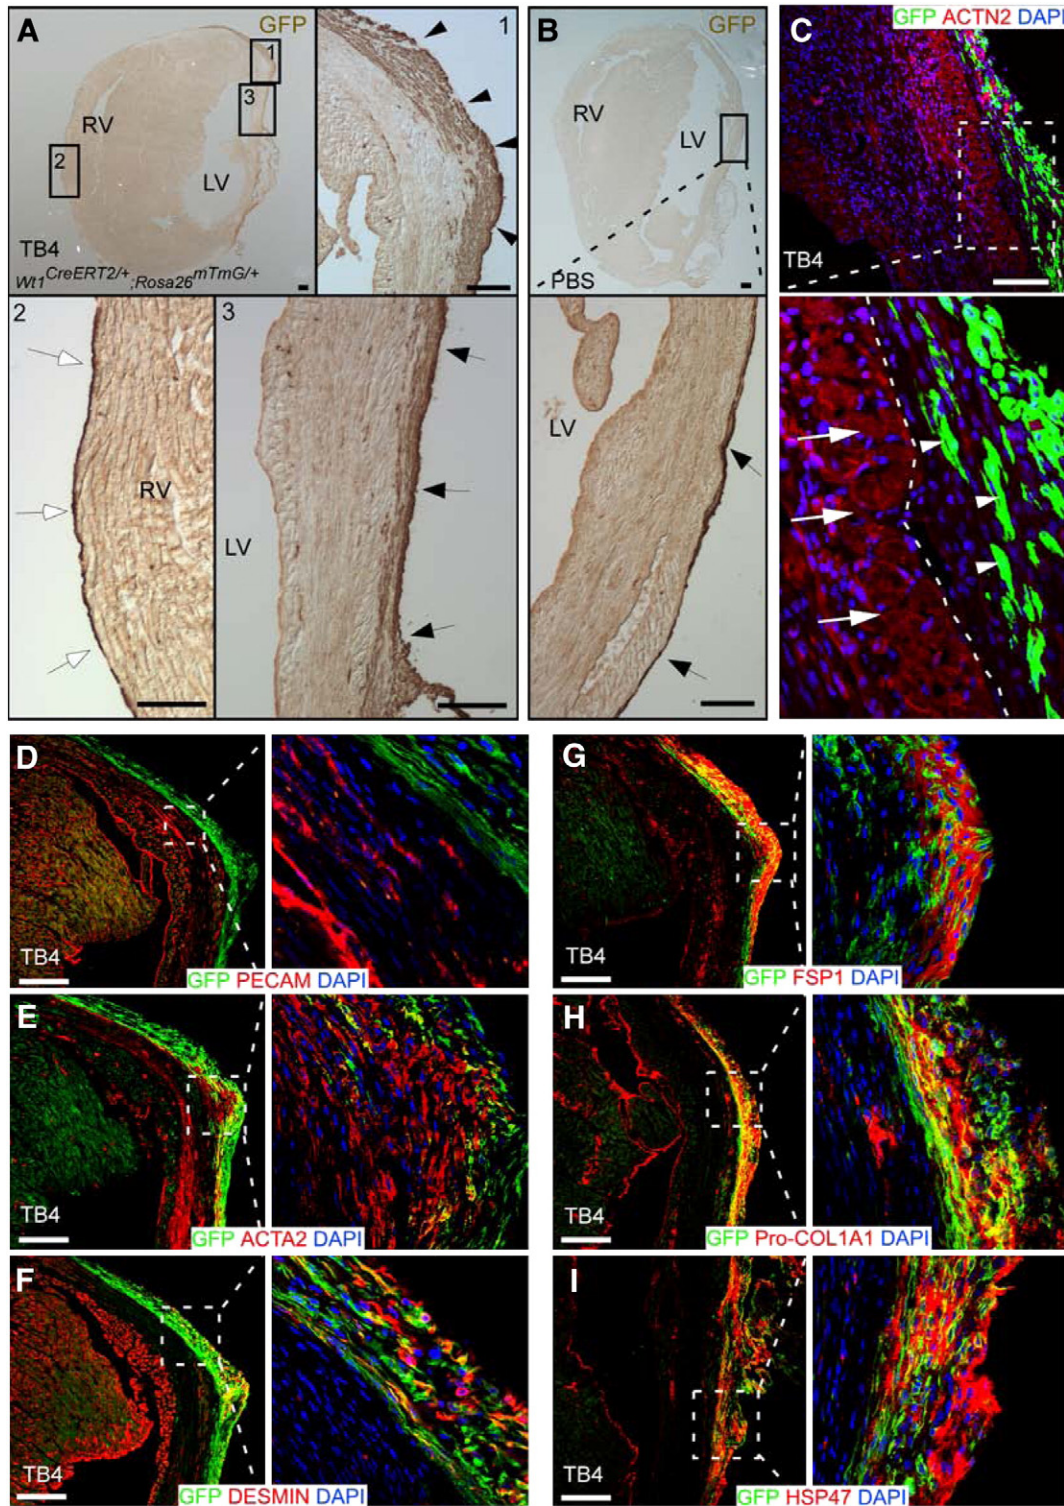 A
GFP
1
1
3
RV
2
LV
TB4
Wt1CreERT2/+;Rosa26mTmG/+
2
RV
3
LV
B
GFP
RV
LV
PBS
LV
GFP ACTN2 DAPI
C
TB4
D
TB4
GFP PECAM DAPI
E
TB4
GFP ACTA2 DAPI
F
TB4
GFP DESMIN DAPI
G
TB4
GFP FSP1 DAPI
H
TB4
GFP Pro-COL1A1 DAPI
I
TB4
GFP HSP47 DAPI